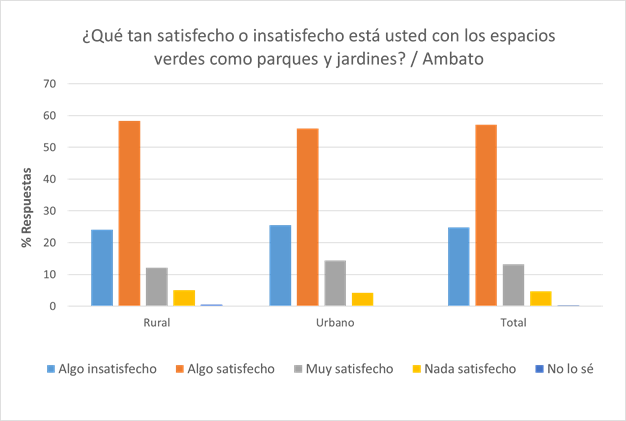 ¿Qué tan satisfecho o insatisfecho está usted con los espacios
verdes como parques y jardines? / Ambato
% Respuestas
70
60
50
40
30
20
10
0
Rural Urbano Total
Algo insatisfecho Algo satisfecho Muy satisfecho Nada satisfecho No lo sé